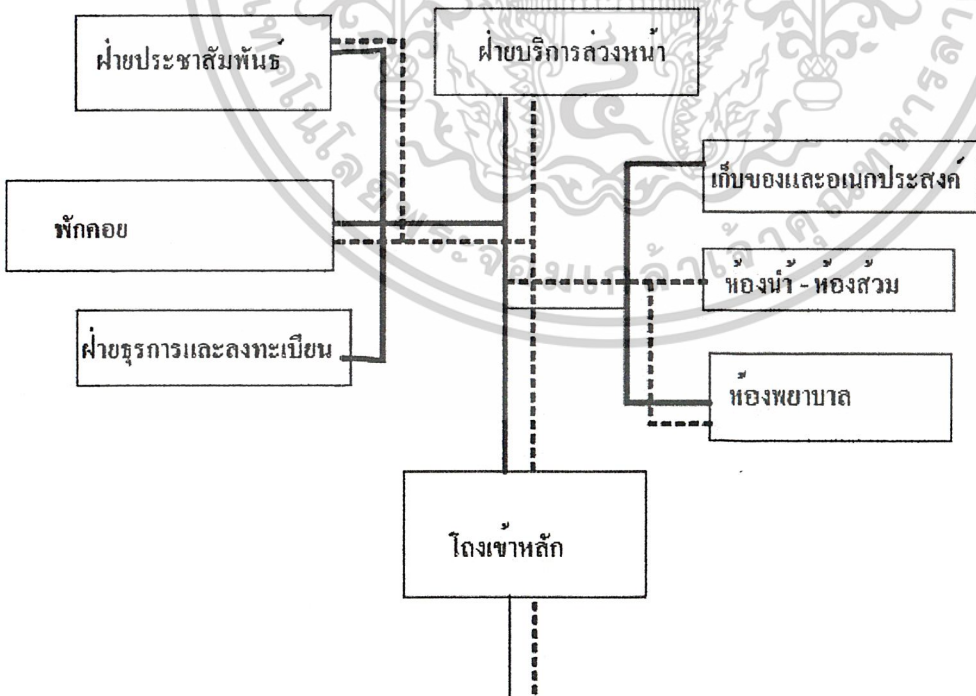 ฝ่ายประชาสัมพันธ์
ฝ่ายบริการล่วงหน้า
เก็บของและอเนกประสงค์
พักคอย
ห้องน้ำ - ห้องส้วม
ฝ่ายธุรการและลงทะเบียน
ห้องพยาบาล
โถงเข้าหลัก